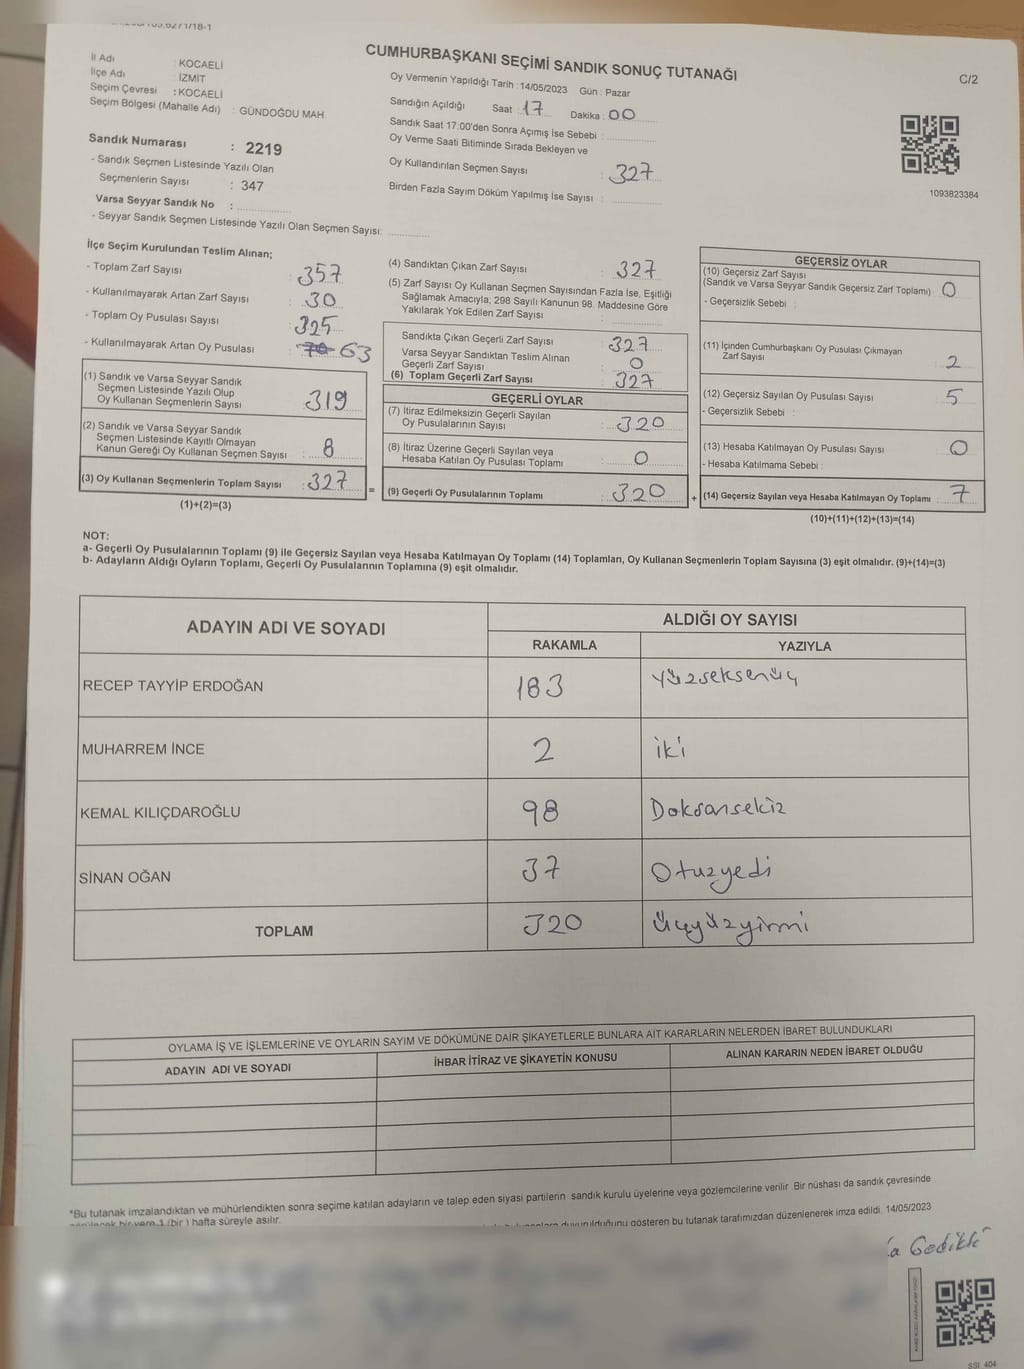 CUMHURBAŞKANI SEÇİMİ SANDIK SONUÇ TUTANAĞI
C/2
İl Adı : KOCAELİ
İlçe Adı : İZMİT
Seçim Çevresi : KOCAELİ
Seçim Bölgesi (Mahalle Adı) : GÜNDOĞDU MAH.
Sandık Numarası : 2219
- Sandık Seçmen Listesinde Yazılı Olan
Seçmenlerin Sayısı : 347
Varsa Seyyar Sandık No :
- Seyyar Sandık Seçmen Listesinde Yazılı Olan Seçmen Sayısı:
Oy Vermenin Yapıldığı Tarih : 14/05/2023 Gün : Pazar
Sandığın Açıldığı Saat 17 Dakika : 00
Sandık Saat 17:00'den Sonra Açımış İse Sebebi :
Oy Verme Saati Bitiminde Sırada Bekleyen ve
Oy Kullandırılan Seçmen Sayısı : 327
Birden Fazla Sayım Döküm Yapılmış İse Sayısı :
1093823384
İlçe Seçim Kurulundan Teslim Alınan;
- Toplam Zarf Sayısı : 357
- Kullanılmayarak Artan Zarf Sayısı : 30
- Toplam Oy Pusulası Sayısı : 325
- Kullanılmayarak Artan Oy Pusulası : 70 63
(1) Sandık ve Varsa Seyyar Sandık
Seçmen Listesinde Yazılı Olup
Oy Kullanan Seçmenlerin Sayısı : 319
(2) Sandık ve Varsa Seyyar Sandık
Seçmen Listesinde Kayıtlı Olmayan
Kanun Gereği Oy Kullanan Seçmen Sayısı : 8
(3) Oy Kullanan Seçmenlerin Toplam Sayısı : 327
(1)+(2)=(3)
=
(4) Sandıktan Çıkan Zarf Sayısı : 327
(5) Zarf Sayısı Oy Kullanan Seçmen Sayısından Fazla İse, Eşitliği
Sağlamak Amacıyla; 298 Sayılı Kanunun 98. Maddesine Göre
Yakılarak Yok Edilen Zarf Sayısı :
Sandıkta Çıkan Geçerli Zarf Sayısı : 327
Varsa Seyyar Sandıktan Teslim Alınan
Geçerli Zarf Sayısı : 0
(6) Toplam Geçerli Zarf Sayısı : 327
GEÇERLİ OYLAR
(7) İtiraz Edilmeksizin Geçerli Sayılan
Oy Pusulalarının Sayısı : 320
(8) İtiraz Üzerine Geçerli Sayılan veya
Hesaba Katılan Oy Pusulası Toplamı : 0
(9) Geçerli Oy Pusulalarının Toplamı : 320
+
GEÇERSİZ OYLAR
(10) Geçersiz Zarf Sayısı
(Sandık ve Varsa Seyyar Sandık Geçersiz Zarf Toplamı) : 0
- Geçersizlik Sebebi :
(11) İçinden Cumhurbaşkanı Oy Pusulası Çıkmayan
Zarf Sayısı : 2
(12) Geçersiz Sayılan Oy Pusulası Sayısı : 5
- Geçersizlik Sebebi :
(13) Hesaba Katılmayan Oy Pusulası Sayısı : 0
- Hesaba Katılmama Sebebi :
(14) Geçersiz Sayılan veya Hesaba Katılmayan Oy Toplamı : 7
(10)+(11)+(12)+(13)=(14)
NOT:
a- Geçerli Oy Pusulalarının Toplamı (9) ile Geçersiz Sayılan veya Hesaba Katılmayan Oy Toplamı (14) Toplamları, Oy Kullanan Seçmenlerin Toplam Sayısına (3) eşit olmalıdır. (9)+(14)=(3)
b- Adayların Aldığı Oyların Toplamı, Geçerli Oy Pusulalarının Toplamına (9) eşit olmalıdır.
ADAYIN ADI VE SOYADI
ALDIĞI OY SAYISI
RAKAMLA YAZIYLA
RECEP TAYYİP ERDOĞAN 183 Yüzseksenüç
MUHARREM İNCE 2 iki
KEMAL KILIÇDAROĞLU 98 Doksansekiz
SİNAN OĞAN 37 Otuzyedi
TOPLAM 320 Üçyüzyirmi
OYLAMA İŞ VE İŞLEMLERİNE VE OYLARIN SAYIM VE DÖKÜMÜNE DAİR ŞİKAYETLERLE BUNLARA AİT KARARLARIN NELERDEN İBARET BULUNDUKLARI
ADAYIN ADI VE SOYADI İHBAR İTİRAZ VE ŞİKAYETİN KONUSU ALINAN KARARIN NEDEN İBARET OLDUĞU
*Bu tutanak imzalandıktan ve mühürlendikten sonra seçime katılan adayların ve talep eden siyasi partilerin sandık kurulu üyelerine veya gözlemcilerine verilir .Bir nüshası da sandık çevresinde
bir yere 1 (bir ) hafta süreyle asılır.
duyurulduğunu gösteren bu tutanak tarafımızdan düzenlenerek imza edildi. 14/05/2023
SSI 404